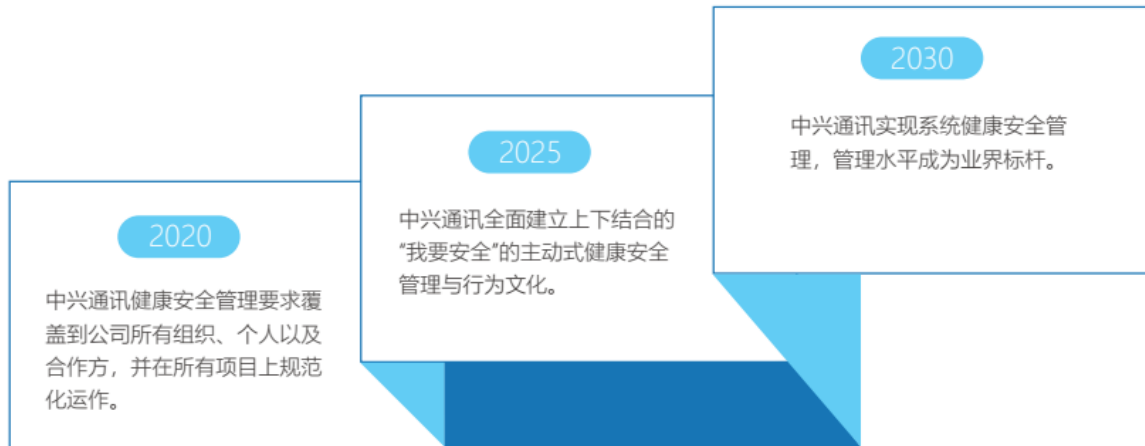 2020
中兴通讯健康安全管理要求覆
盖到公司所有组织、个人以及
合作方，并在所有项目上规范
化运作。
2025
中兴通讯全面建立上下结合的
“我要安全”的主动式健康安全
管理与行为文化。
2030
中兴通讯实现系统健康安全管
理，管理水平成为业界标杆。